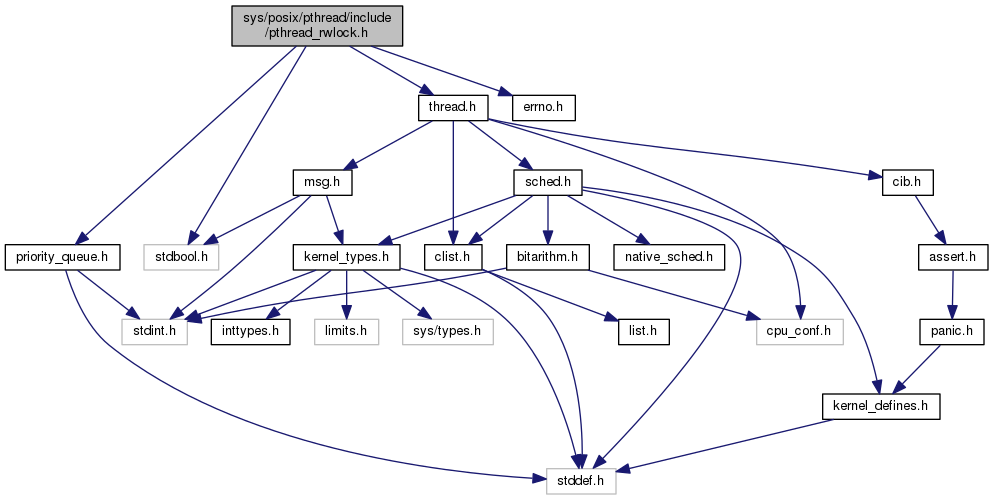 sys/posix/pthread/include
/pthread_rwlock.h
thread.h
errno.h
msg.h
sched.h
cib.h
priority_queue.h
stdbool.h
kernel_types.h
clist.h
bitarithm.h
native_sched.h
assert.h
stdint.h
inttypes.h
limits.h
sys/types.h
list.h
cpu_conf.h
panic.h
kernel_defines.h
stddef.h